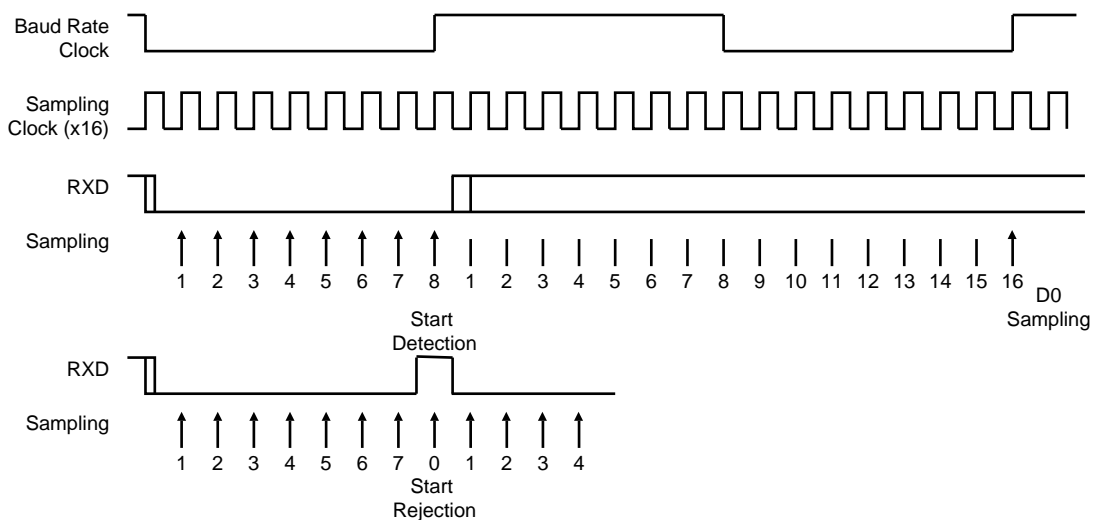 Baud Rate
Clock
Sampling
Clock (x16)
RXD
Sampling
1 2 3 4 5 6 7 8 1 2 3 4 5 6 7 8 9 10 11 12 13 14 15 16
D0
Sampling
Start
Detection
RXD
Sampling
1 2 3 4 5 6 7 0 1 2 3 4
Start
Rejection